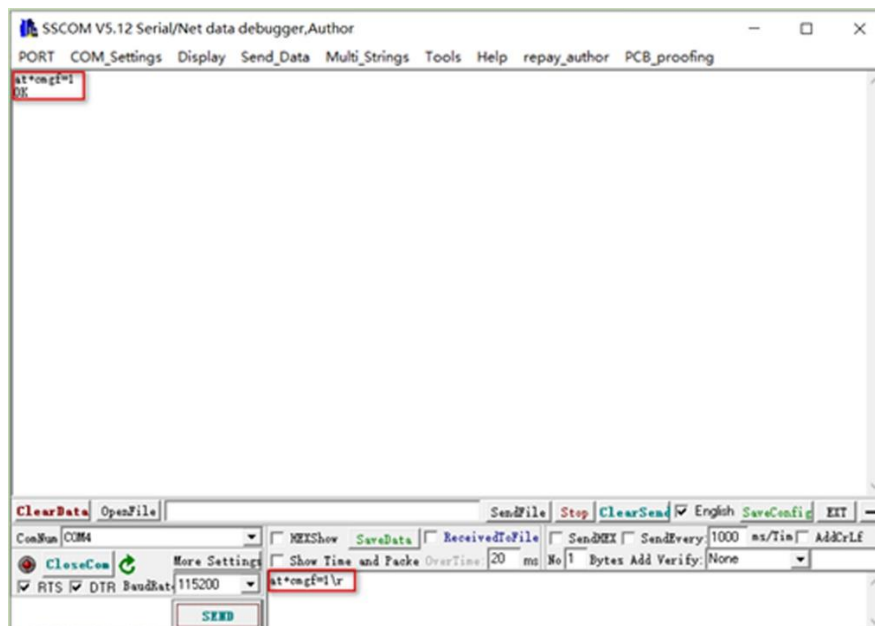 SSCOM V5.12 Serial/Net data debugger,Author
PORT COM_Settings Display Send_Data Multi_Strings Tools Help repay_author PCB_proofing
at+cmgf=1
OK
ClearData OpenFile SendFile Stop ClearSend English SaveConfig EXT
ComNum COM4 HEXShow SaveData ReceivedToFile SendHEX SendEvery: 1000 ms/Tim AddCrLf
CloseCom More Settings Show Time and Packe OverTime: 20 ms No 1 Bytes Add Verify: None
RTS DTR BaudRat 115200 at+cmgf=1\r
SEND